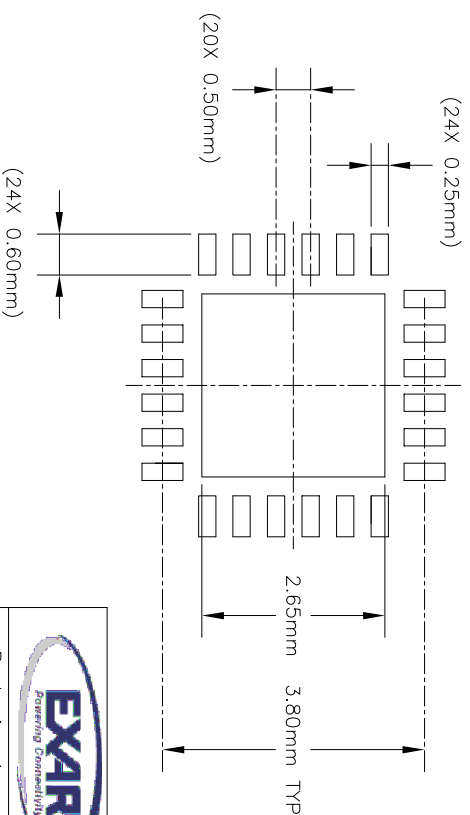 (24X 0.25mm)
(20X 0.50mm)
2.65mm
3.80mm TYP
(24X 0.60mm)
EXAR
Powering Connectivity